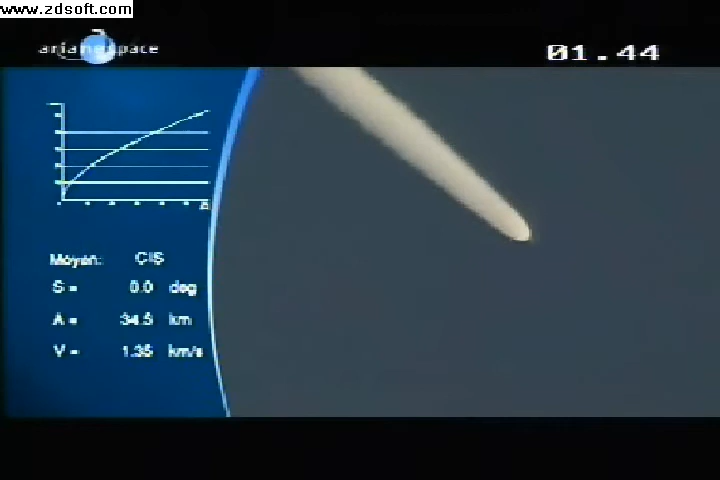 www.zdsoft.com
arianespace
01.44
Moyen: CIS
S = 0.0 deg
A = 34.5 km
V = 1.35 km/s